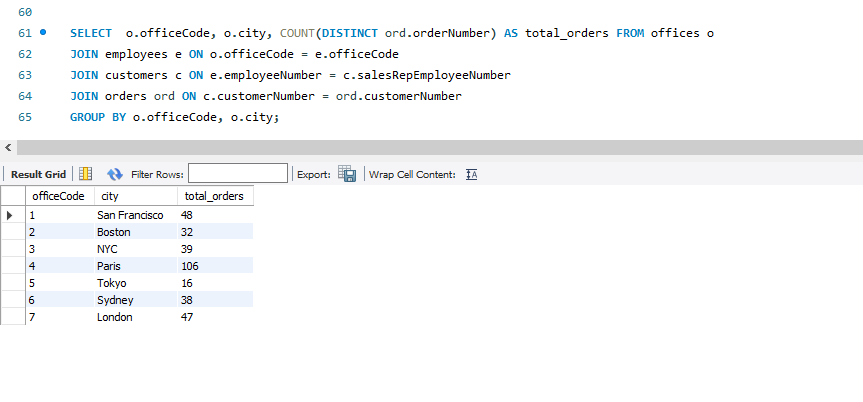 60
61 SELECT  o.officeCode, o.city, COUNT(DISTINCT ord.orderNumber) AS total_orders FROM offices o
62 JOIN employees e ON o.officeCode = e.officeCode
63 JOIN customers c ON e.employeeNumber = c.salesRepEmployeeNumber
64 JOIN orders ord ON c.customerNumber = ord.customerNumber
65 GROUP BY o.officeCode, o.city;
Result Grid Filter Rows: Export: Wrap Cell Content: IA
officeCode city total_orders
1 San Francisco 48
2 Boston 32
3 NYC 39
4 Paris 106
5 Tokyo 16
6 Sydney 38
7 London 47